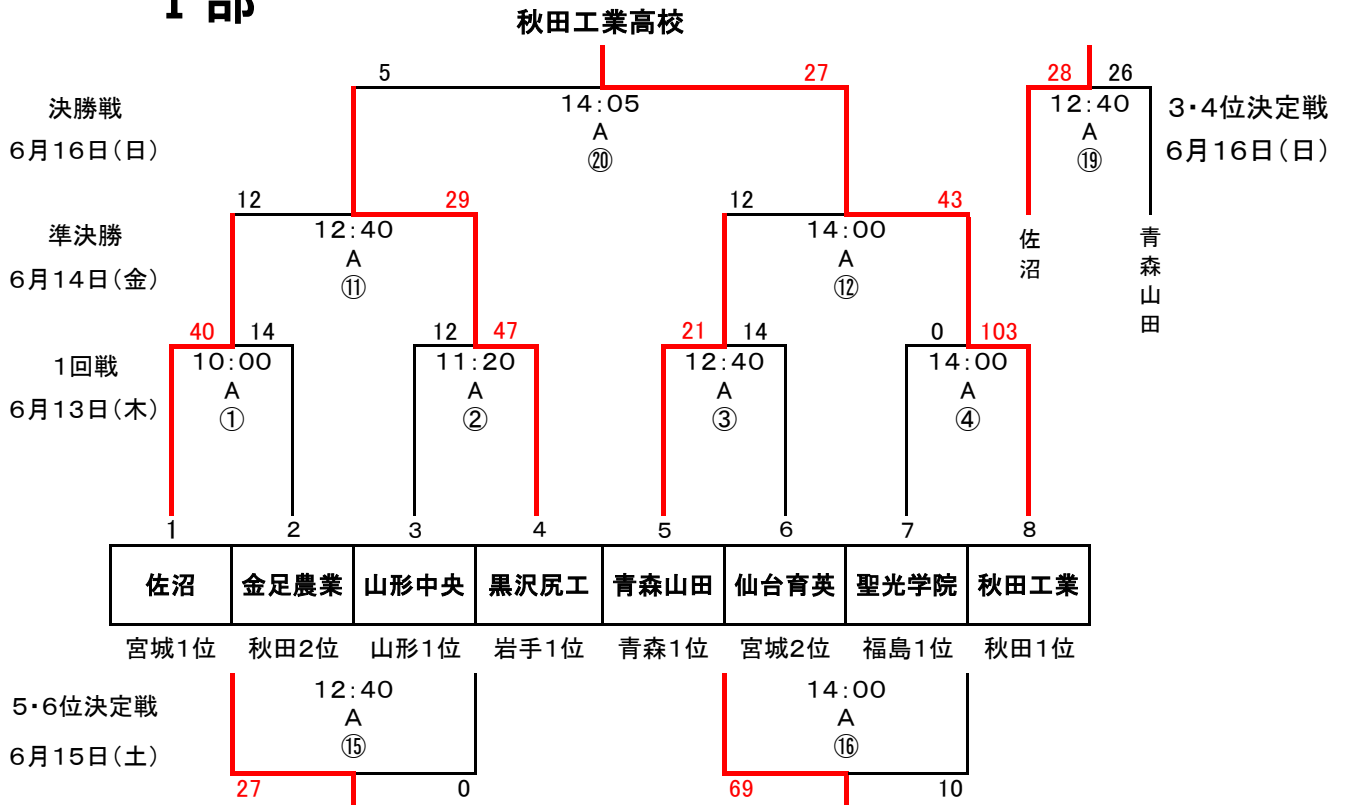 1 部
秋田工業高校
5 27 28 26
決勝戦 14:05 12:40 3・4位決定戦
A A
6月16日(日) ⑳ ⑲ 6月16日(日)
12 29 12 43
準決勝 12:40 14:00 佐沼 青森山田
A A
6月14日(金) ⑪ ⑫
40 14 12 47 21 14 0 103
1回戦 10:00 11:20 12:40 14:00
A A A A
6月13日(木) ① ② ③ ④
1 2 3 4 5 6 7 8
佐沼 金足農業 山形中央 黒沢尻工 青森山田 仙台育英 聖光学院 秋田工業
宮城1位 秋田2位 山形1位 岩手1位 青森1位 宮城2位 福島1位 秋田1位
12:40 14:00
5・6位決定戦 A A
6月15日(土) ⑮ ⑯
27 0 69 10